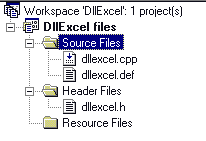 Workspace 'DllExcel': 1 project(s)
DllExcel files
Source Files
dllexcel.cpp
dllexcel.def
Header Files
dllexcel.h
Resource Files